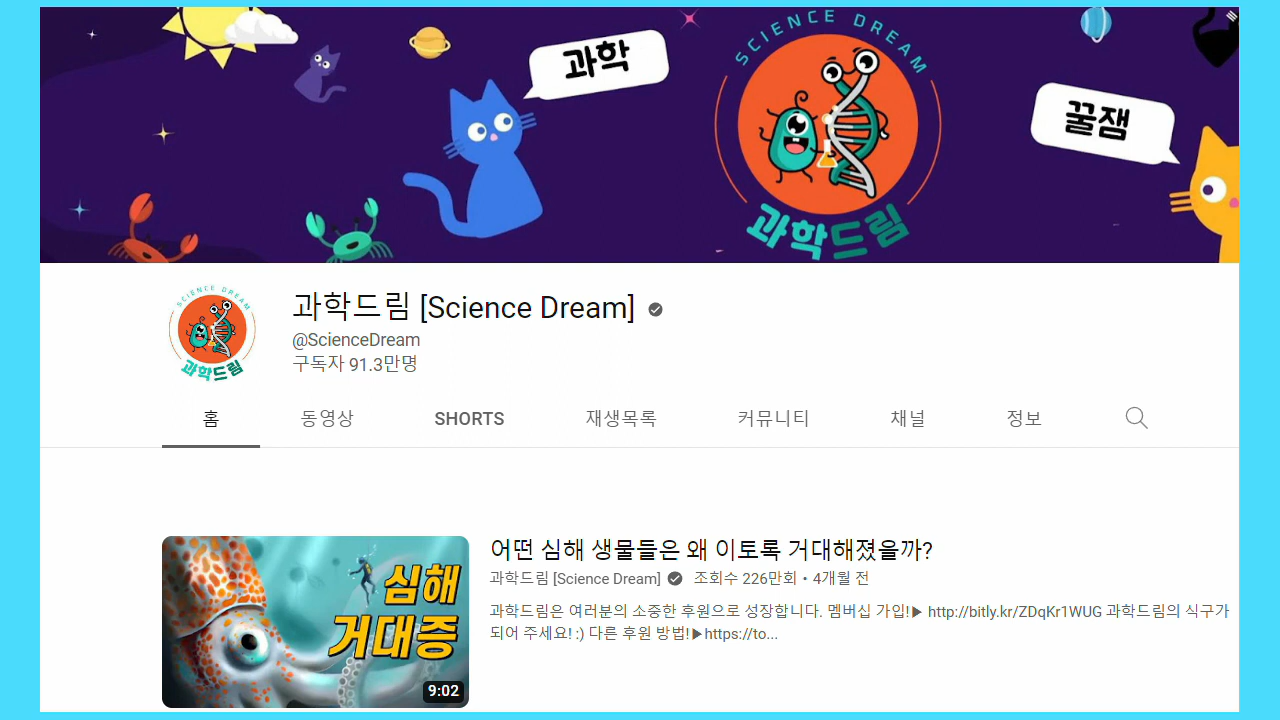 SCIENCE DREAM
과학
꿀잼
과학드림
SCIENCE DREAM
과학드림
과학드림 [Science Dream]
@ScienceDream
구독자 91.3만명
홈 동영상 SHORTS 재생목록 커뮤니티 채널 정보
심해
거대증
9:02
어떤 심해 생물들은 왜 이토록 거대해졌을까?
과학드림 [Science Dream] 조회수 226만회 • 4개월 전
과학드림은 여러분의 소중한 후원으로 성장합니다. 멤버십 가입!▶ http://bitly.kr/ZDqKr1WUG 과학드림의 식구가
되어 주세요! :) 다른 후원 방법!▶https://to...